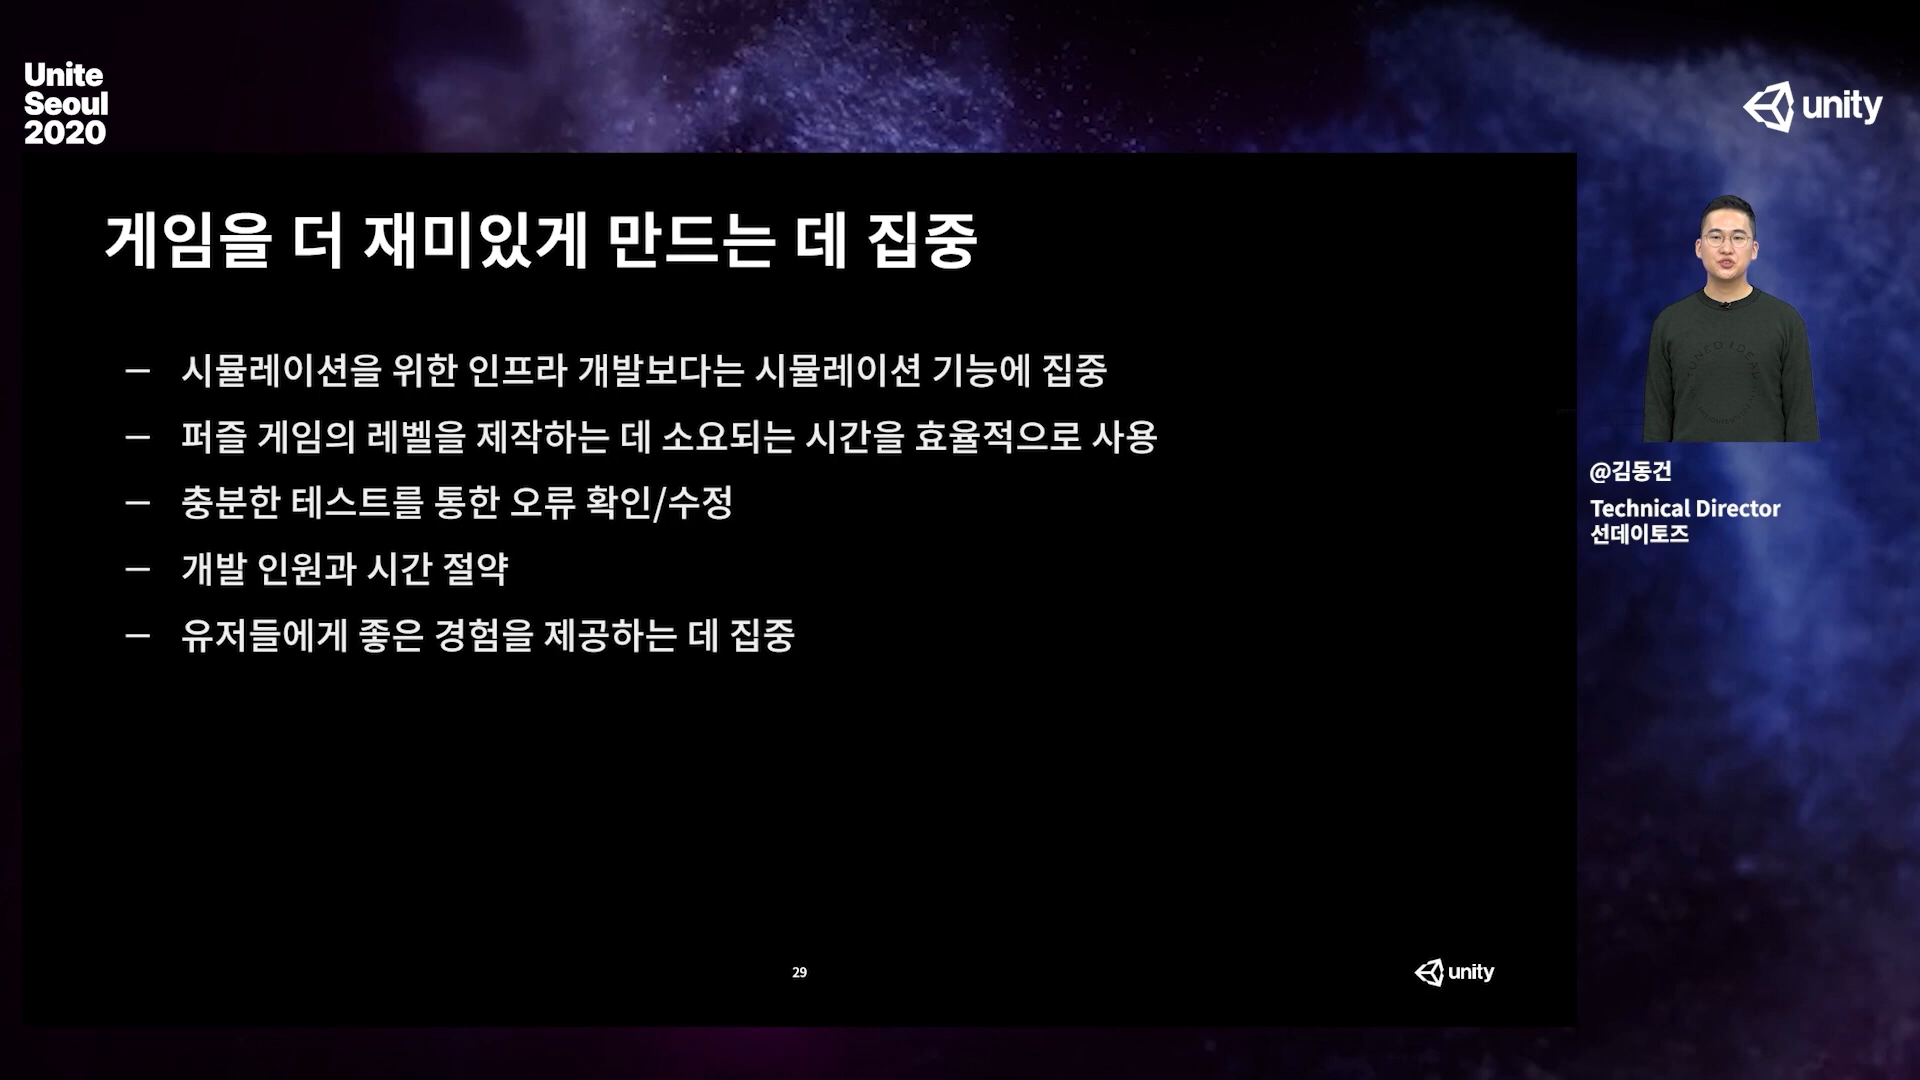 Unite
Seoul
2020
unity
게임을 더 재미있게 만드는 데 집중
— 시뮬레이션을 위한 인프라 개발보다는 시뮬레이션 기능에 집중
— 퍼즐 게임의 레벨을 제작하는 데 소요되는 시간을 효율적으로 사용
— 충분한 테스트를 통한 오류 확인/수정
— 개발 인원과 시간 절약
— 유저들에게 좋은 경험을 제공하는 데 집중
@김동건
Technical Director
선데이토즈
29
unity